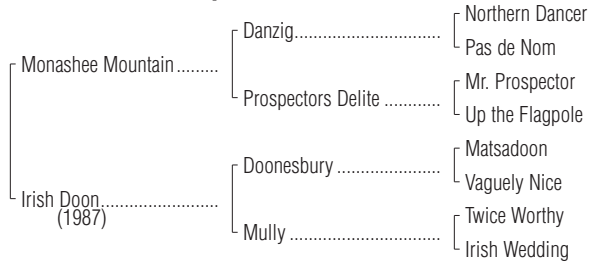 Northern Dancer
Danzig........................................
Pas de Nom
Monashee Mountain .........
Mr. Prospector
Prospectors Delite ............
Up the Flagpole
Matsadoon
Doonesbury ......................
Vaguely Nice
Irish Doon.........................
(1987)
Twice Worthy
Mully ................................
Irish Wedding